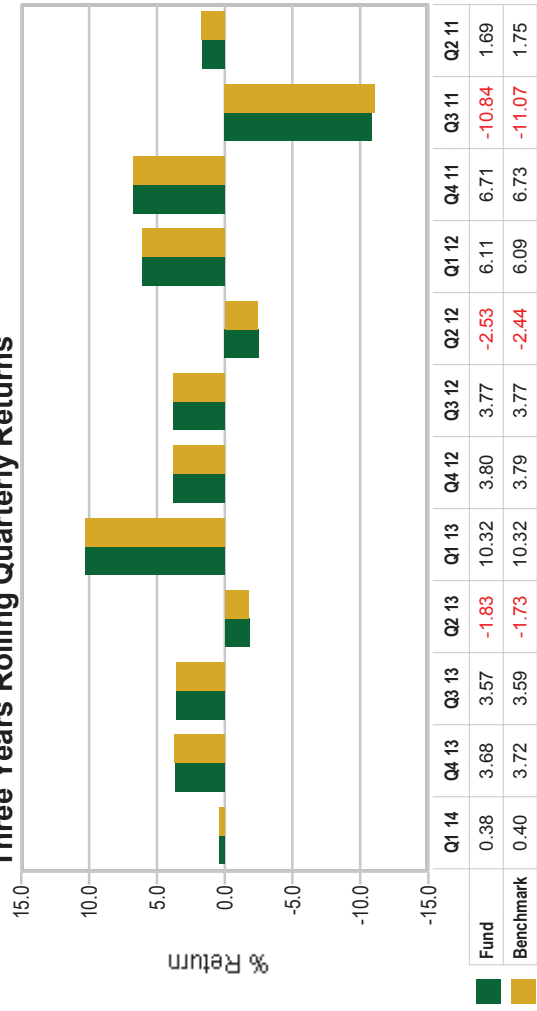 Three Years Rolling Quarterly Returns
15.0
10.0
5.0
0.0
-5.0
-10.0
-15.0
% Return
Q1 14 Q4 13 Q3 13 Q2 13 Q1 13 Q4 12 Q3 12 Q2 12 Q1 12 Q4 11 Q3 11 Q2 11
Fund 0.38 3.68 3.57 -1.83 10.32 3.80 3.77 -2.53 6.11 6.71 -10.84 1.69
Benchmark 0.40 3.72 3.59 -1.73 10.32 3.79 3.77 -2.44 6.09 6.73 -11.07 1.75